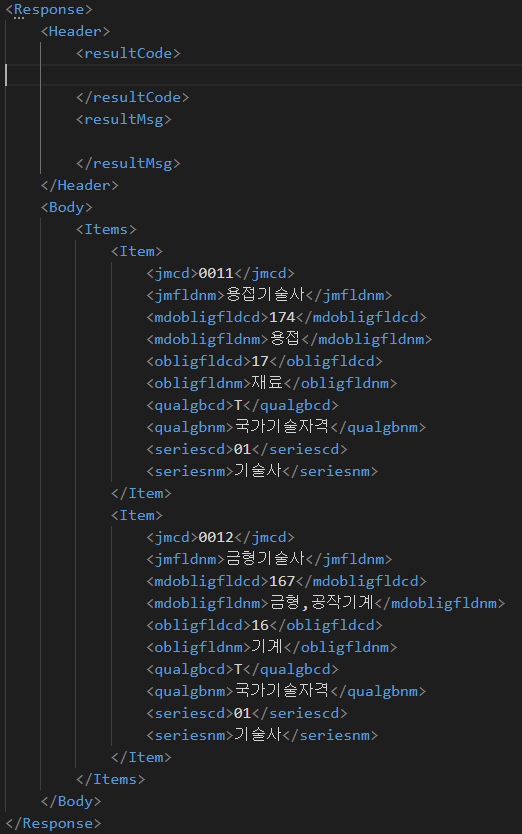 <Response>
<Header>
<resultCode>
</resultCode>
<resultMsg>
</resultMsg>
</Header>
<Body>
<Items>
<Item>
<jmcd>0011</jmcd>
<jmfldnm>용접기술사</jmfldnm>
<mdobligfldcd>174</mdobligfldcd>
<mdobligfldnm>용접</mdobligfldnm>
<obligfldcd>17</obligfldcd>
<obligfldnm>재료</obligfldnm>
<qualgbcd>T</qualgbcd>
<qualgbnm>국가기술자격</qualgbnm>
<seriescd>01</seriescd>
<seriesnm>기술사</seriesnm>
</Item>
<Item>
<jmcd>0012</jmcd>
<jmfldnm>금형기술사</jmfldnm>
<mdobligfldcd>167</mdobligfldcd>
<mdobligfldnm>금형,공작기계</mdobligfldnm>
<obligfldcd>16</obligfldcd>
<obligfldnm>기계</obligfldnm>
<qualgbcd>T</qualgbcd>
<qualgbnm>국가기술자격</qualgbnm>
<seriescd>01</seriescd>
<seriesnm>기술사</seriesnm>
</Item>
</Items>
</Body>
</Response>